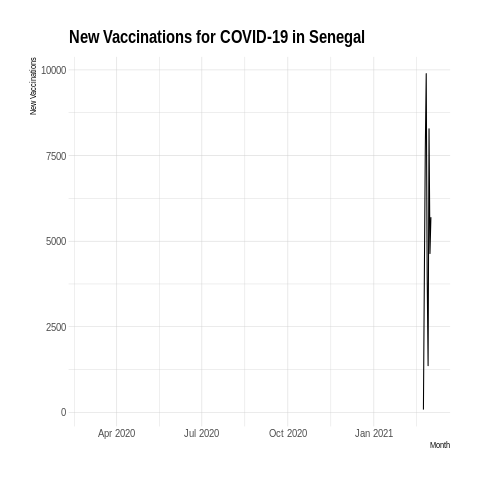 New Vaccinations for COVID-19 in Senegal
New Vaccinations
10000
7500
5000
2500
0
Apr 2020 Jul 2020 Oct 2020 Jan 2021
Month